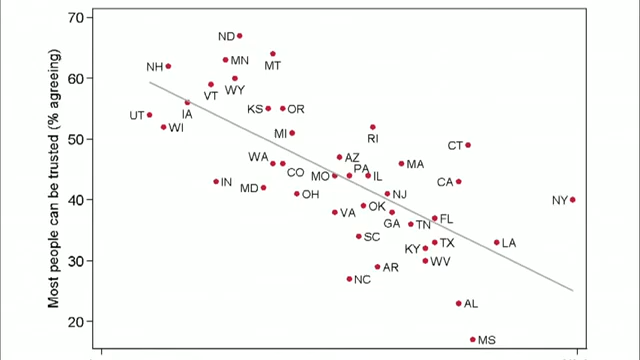 70
ND
MN
MT
NH
60
WY
VT
IA
KS
OR
UT
WI
MI
RI
50
CT
WA
AZ
CO
PA
MA
MO
IL
IN
MD
OH
CA
NJ
40
NY
VA
OK
GA
FL
TN
SC
KY
TX
LA
30
AR
WV
NC
AL
20
MS
Most people can be trusted (% agreeing)